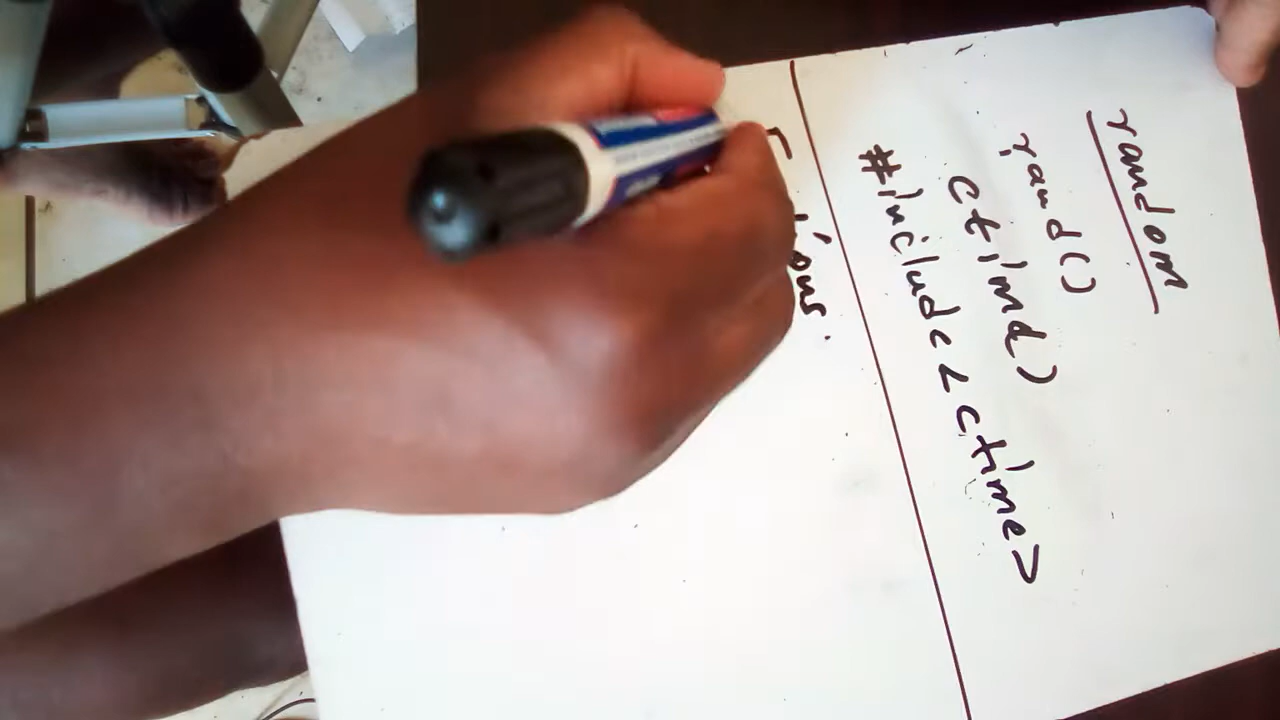 random
rand()
ctime)
#include <ctime>